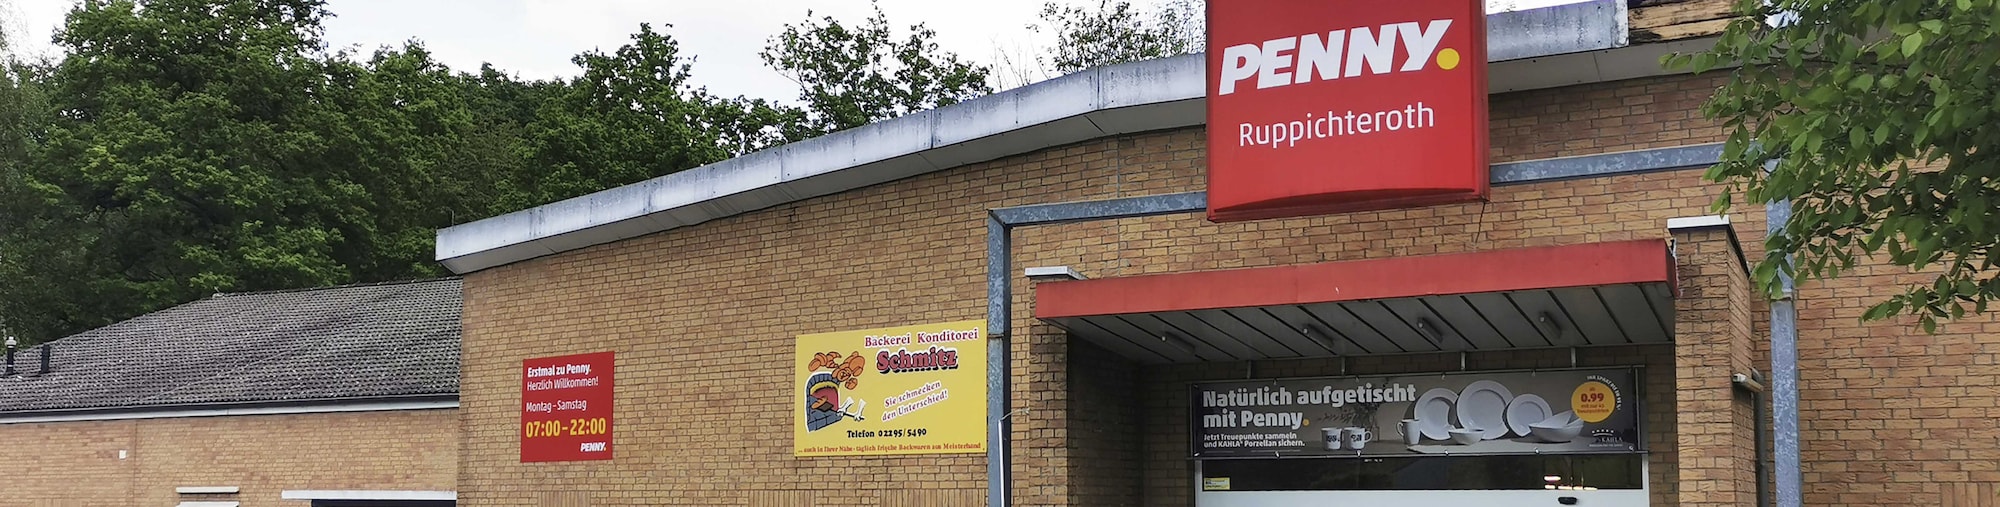 PENNY.
Ruppichteroth
Erstmal zu Penny.
Herzlich Willkommen!
Montag - Samstag
07:00 – 22:00
PENNY.
Bäckerei Konditorei
Schmitz
Sie schmecken
den Unterschied!
Telefon 02295/5490
... auch in Ihrer Nähe - täglich frische Backwaren aus Meisterhand
Natürlich aufgetischt
mit Penny.
Jetzt Treuepunkte sammeln
und KAHLA® Porzellan sichern.
0.99
KAHLA